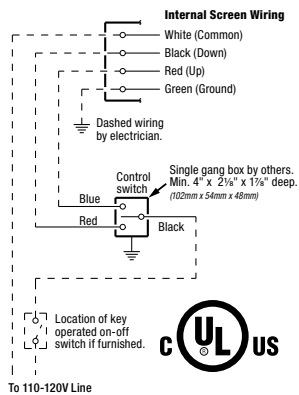 Internal Screen Wiring
White (Common)
Black (Down)
Red (Up)
Green (Ground)
Dashed wiring
by electrician.
Control
switch
Single gang box by others.
Min. 4" x 2⅛" x 1⅞" deep.
(102mm x 54mm x 48mm)
Blue
Red
Black
Location of key
operated on-off
switch if furnished.
C UL ® US
To 110-120V Line